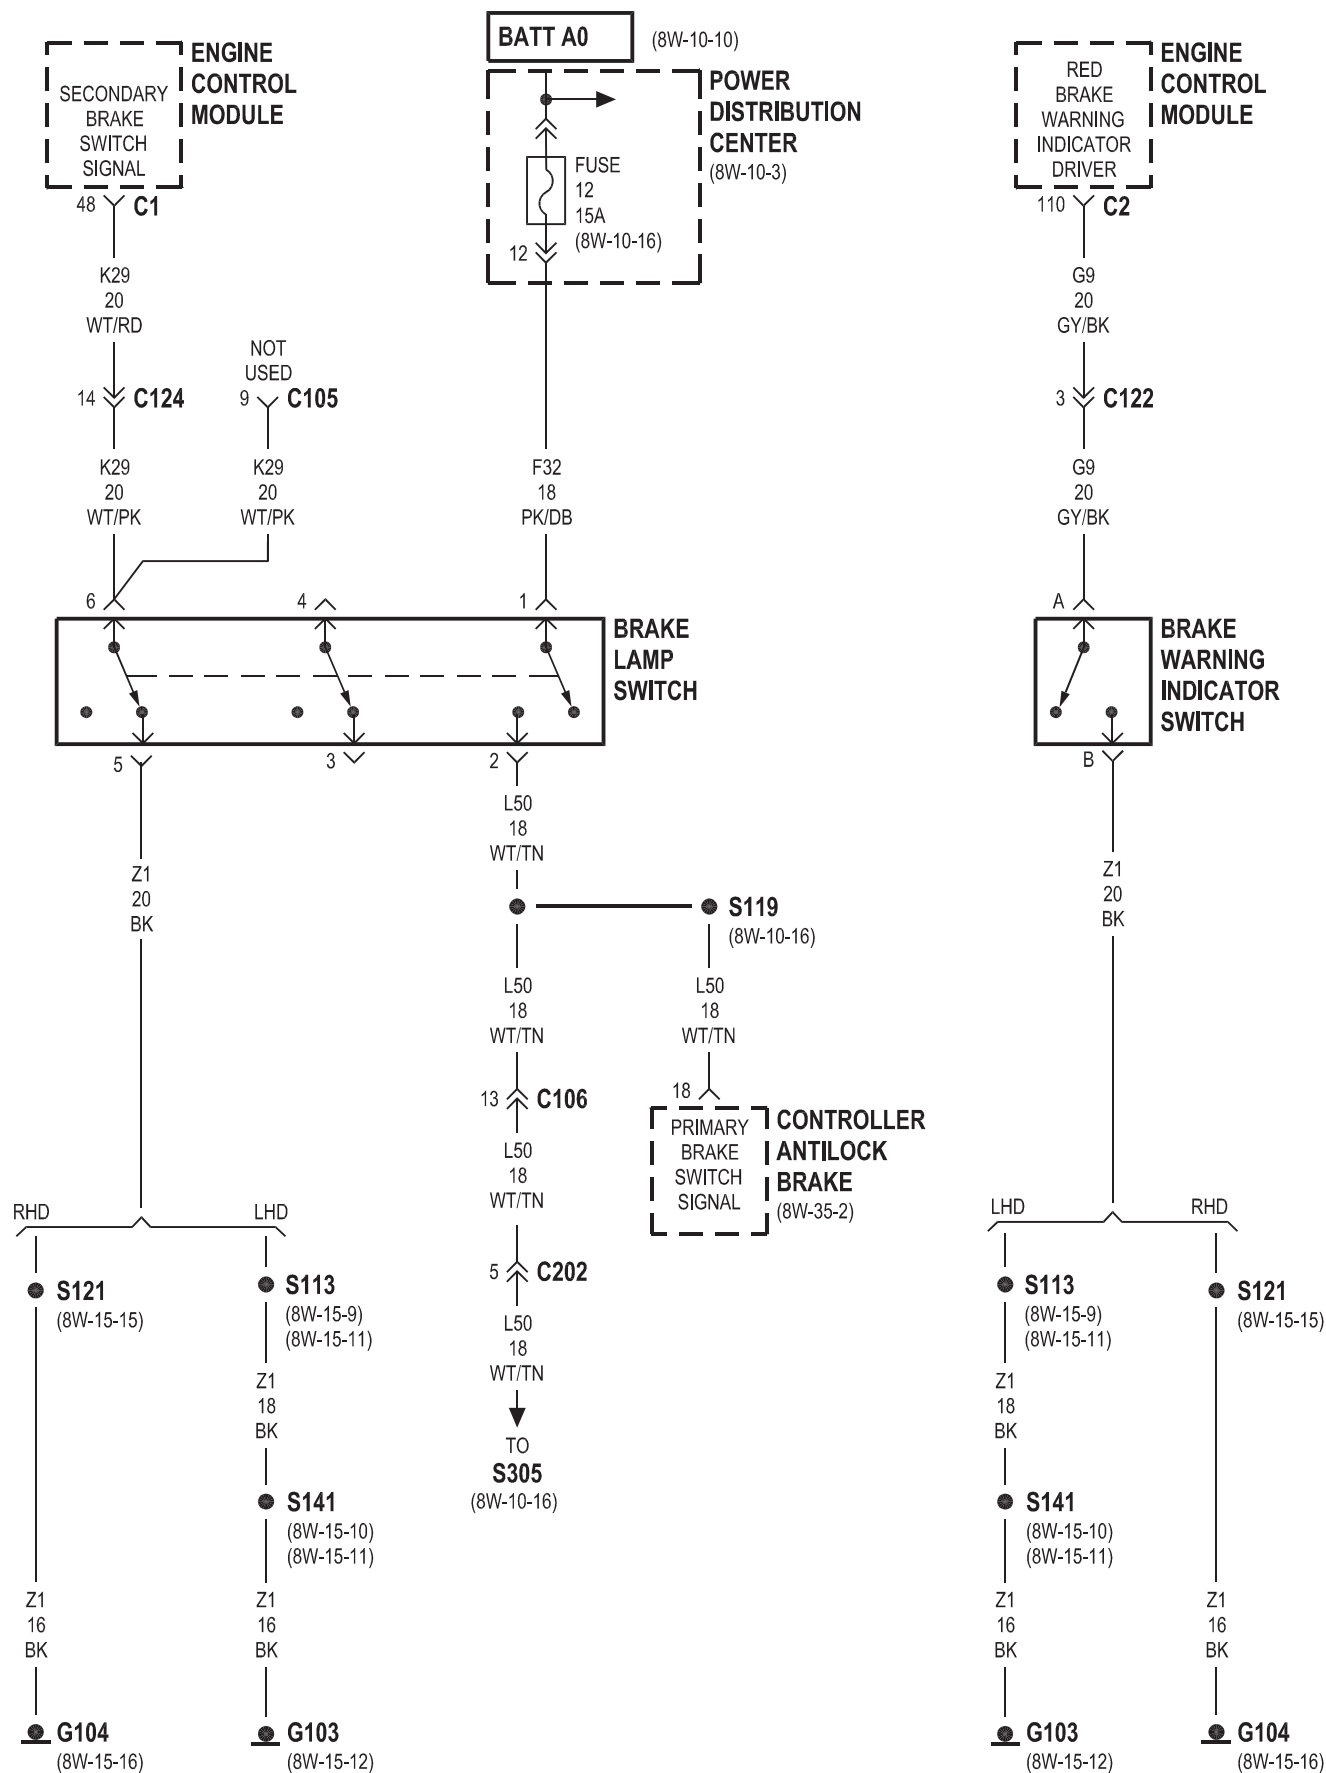 BATT A0
(8W-10-10)
ENGINE
CONTROL
MODULE
SECONDARY
BRAKE
SWITCH
SIGNAL
48
C1
POWER
DISTRIBUTION
CENTER
(8W-10-3)
FUSE
12
15A
(8W-10-16)
12
ENGINE
CONTROL
MODULE
RED
BRAKE
WARNING
INDICATOR
DRIVER
110
C2
K29
20
WT/RD
14
C124
NOT
USED
9
C105
K29
20
WT/PK
K29
20
WT/PK
F32
18
PK/DB
G9
20
GY/BK
3
C122
G9
20
GY/BK
6
4
1
BRAKE
LAMP
SWITCH
5
3
2
A
BRAKE
WARNING
INDICATOR
SWITCH
B
L50
18
WT/TN
Z1
20
BK
Z1
20
BK
S119
(8W-10-16)
L50
18
WT/TN
L50
18
WT/TN
13
C106
18
PRIMARY
BRAKE
SWITCH
SIGNAL
CONTROLLER
ANTILOCK
BRAKE
(8W-35-2)
L50
18
WT/TN
5
C202
L50
18
WT/TN
TO
S305
(8W-10-16)
RHD
LHD
S121
(8W-15-15)
S113
(8W-15-9)
(8W-15-11)
Z1
18
BK
S141
(8W-15-10)
(8W-15-11)
Z1
16
BK
Z1
16
BK
G104
(8W-15-16)
G103
(8W-15-12)
LHD
RHD
S113
(8W-15-9)
(8W-15-11)
S121
(8W-15-15)
Z1
18
BK
S141
(8W-15-10)
(8W-15-11)
Z1
16
BK
Z1
16
BK
G103
(8W-15-12)
G104
(8W-15-16)